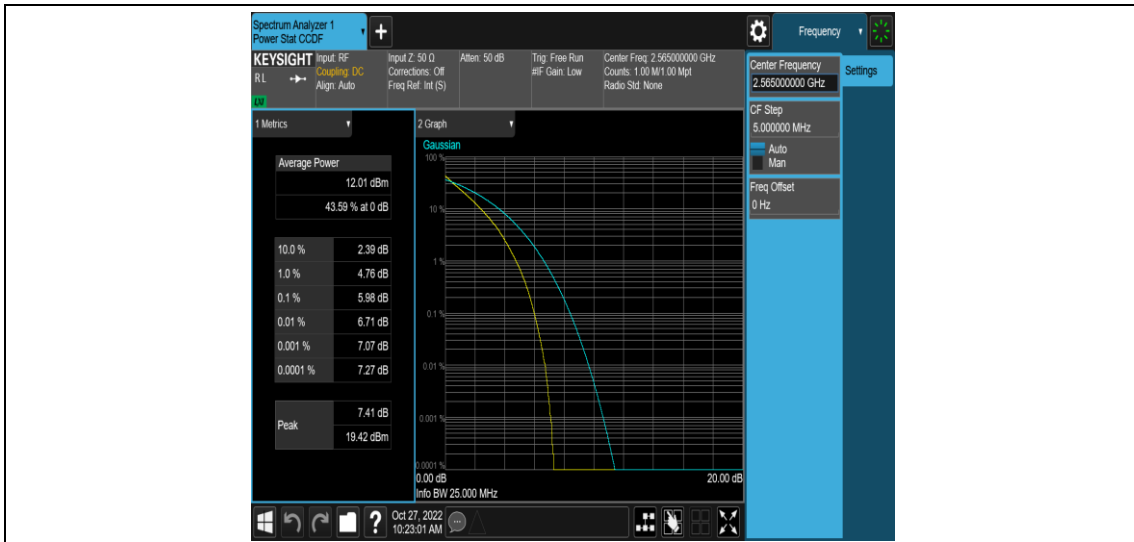 Spectrum Analyzer 1
Power Stat CCDF
Frequency
KEYSIGHT
RL
Input: RF
Coupling: DC
Align: Auto
Input Z: 50 Ω
Corrections: Off
Freq Ref: Int (S)
Atten: 50 dB
Trig: Free Run
#IF Gain: Low
Center Freq: 2.565000000 GHz
Counts: 1.00 M/1.00 Mpt
Radio Std: None
Center Frequency
2.565000000 GHz
Settings
CF Step
5.000000 MHz
Auto
Man
Freq Offset
0 Hz
1 Metrics
Average Power
12.01 dBm
43.59 % at 0 dB
10.0 % 2.39 dB
1.0 % 4.76 dB
0.1 % 5.98 dB
0.01 % 6.71 dB
0.001 % 7.07 dB
0.0001 % 7.27 dB
Peak 7.41 dB
19.42 dBm
2 Graph
Gaussian
100 %
10 %
1 %
0.1 %
0.01 %
0.001 %
0.0001 %
0.00 dB 20.00 dB
Info BW 25.000 MHz
Oct 27, 2022
10:23:01 AM